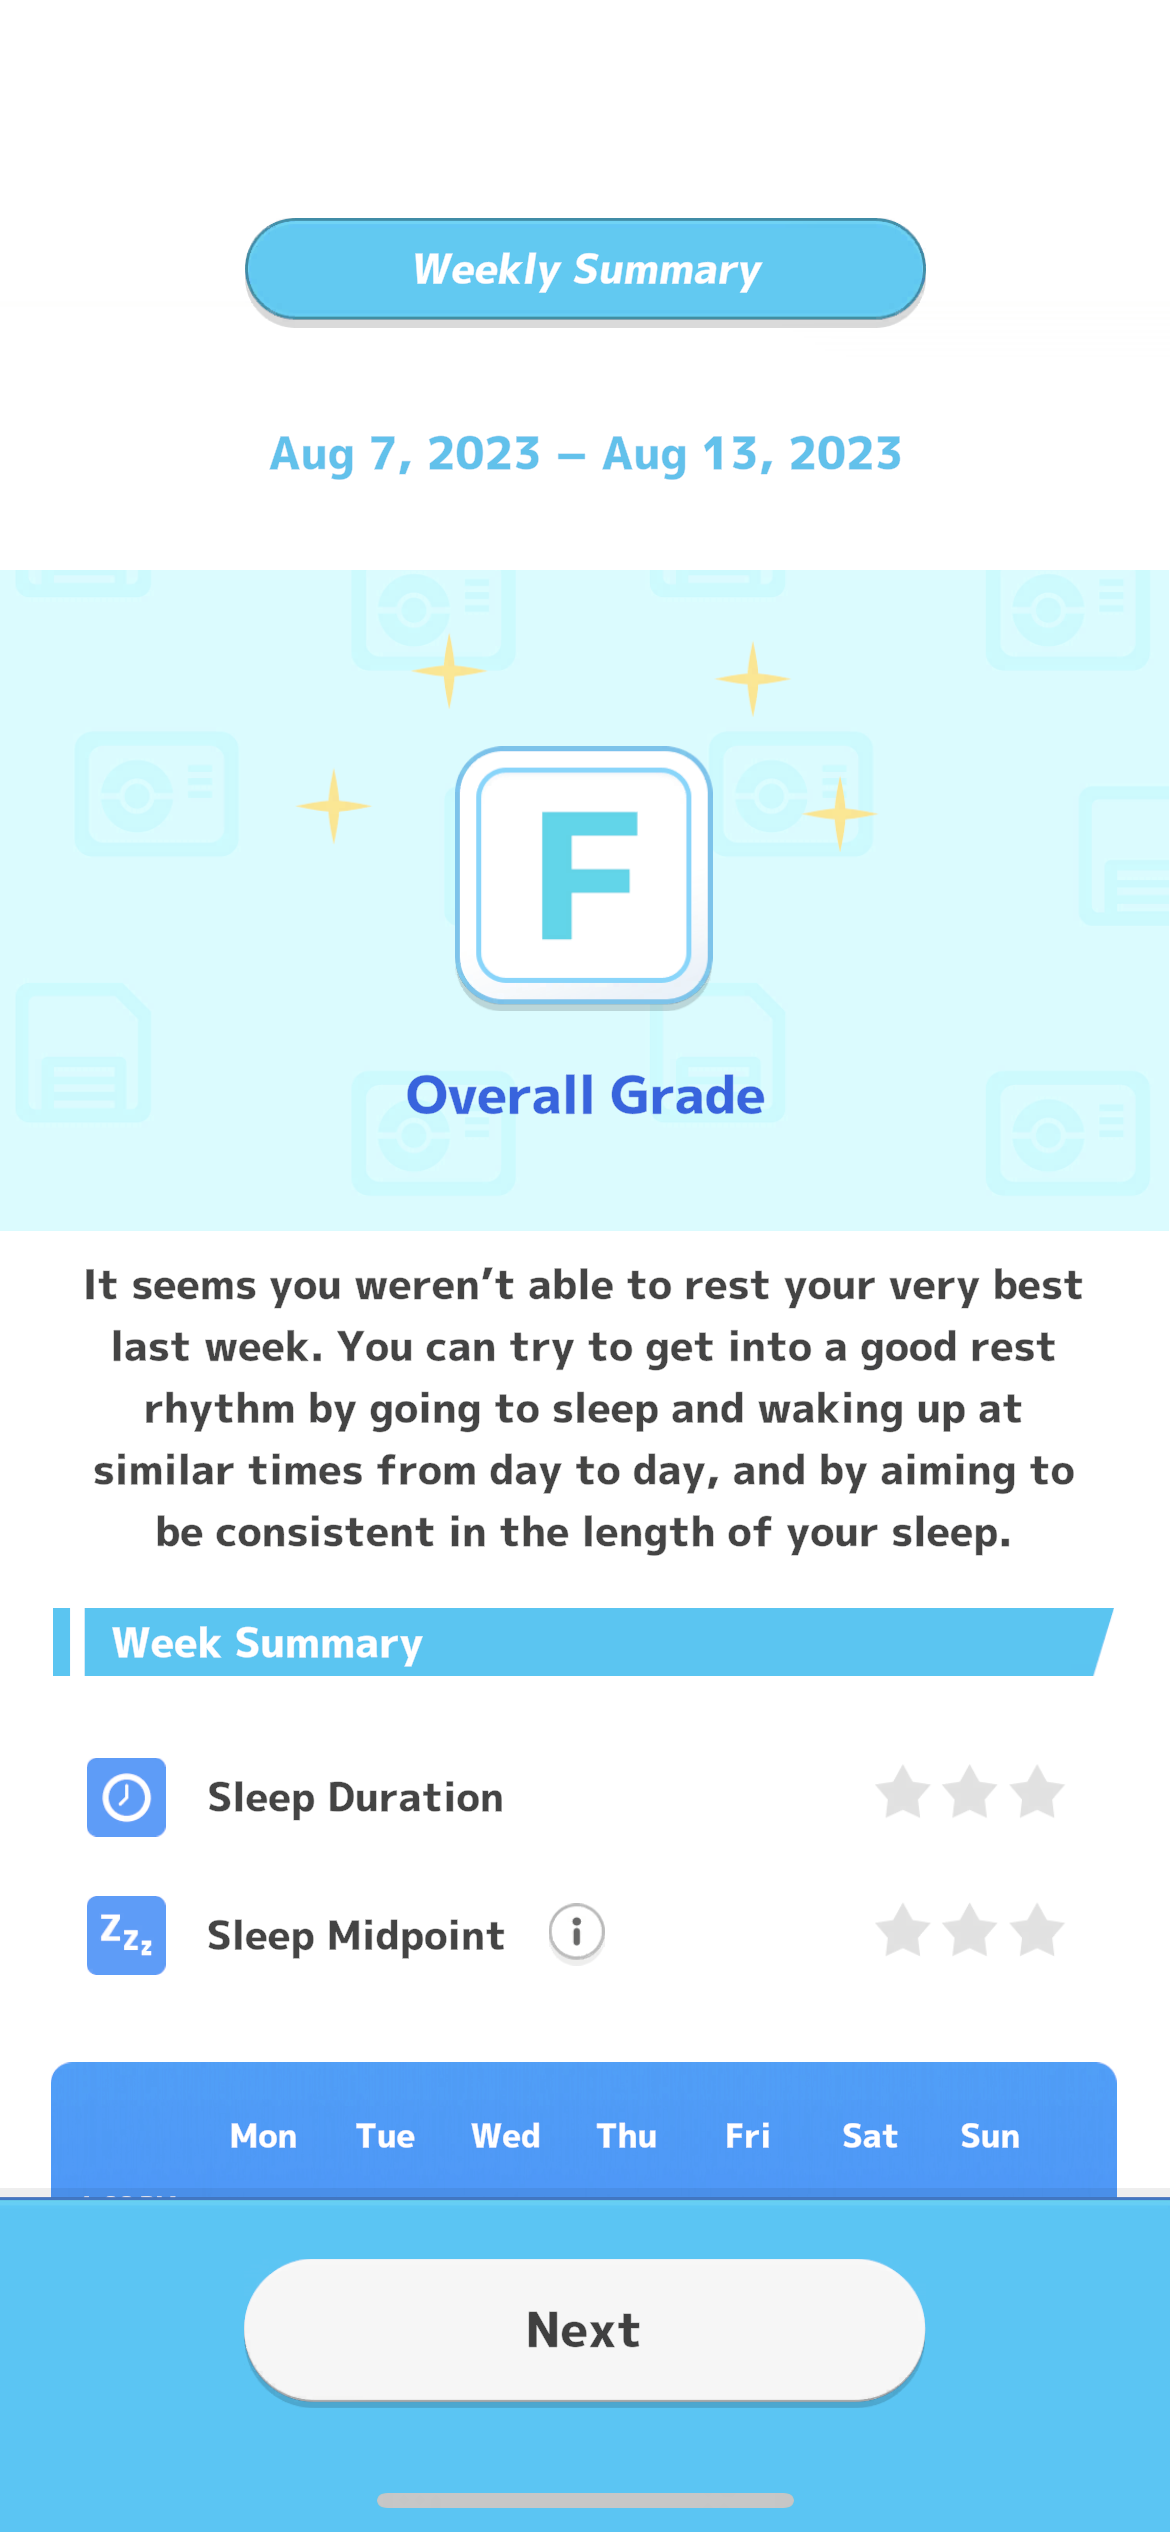 Weekly Summary
Aug 7, 2023 – Aug 13, 2023
F
Overall Grade
It seems you weren’t able to rest your very best
last week. You can try to get into a good rest
rhythm by going to sleep and waking up at
similar times from day to day, and by aiming to
be consistent in the length of your sleep.
Week Summary
Sleep Duration
Zzz Sleep Midpoint i
Mon Tue Wed Thu Fri Sat Sun
Next